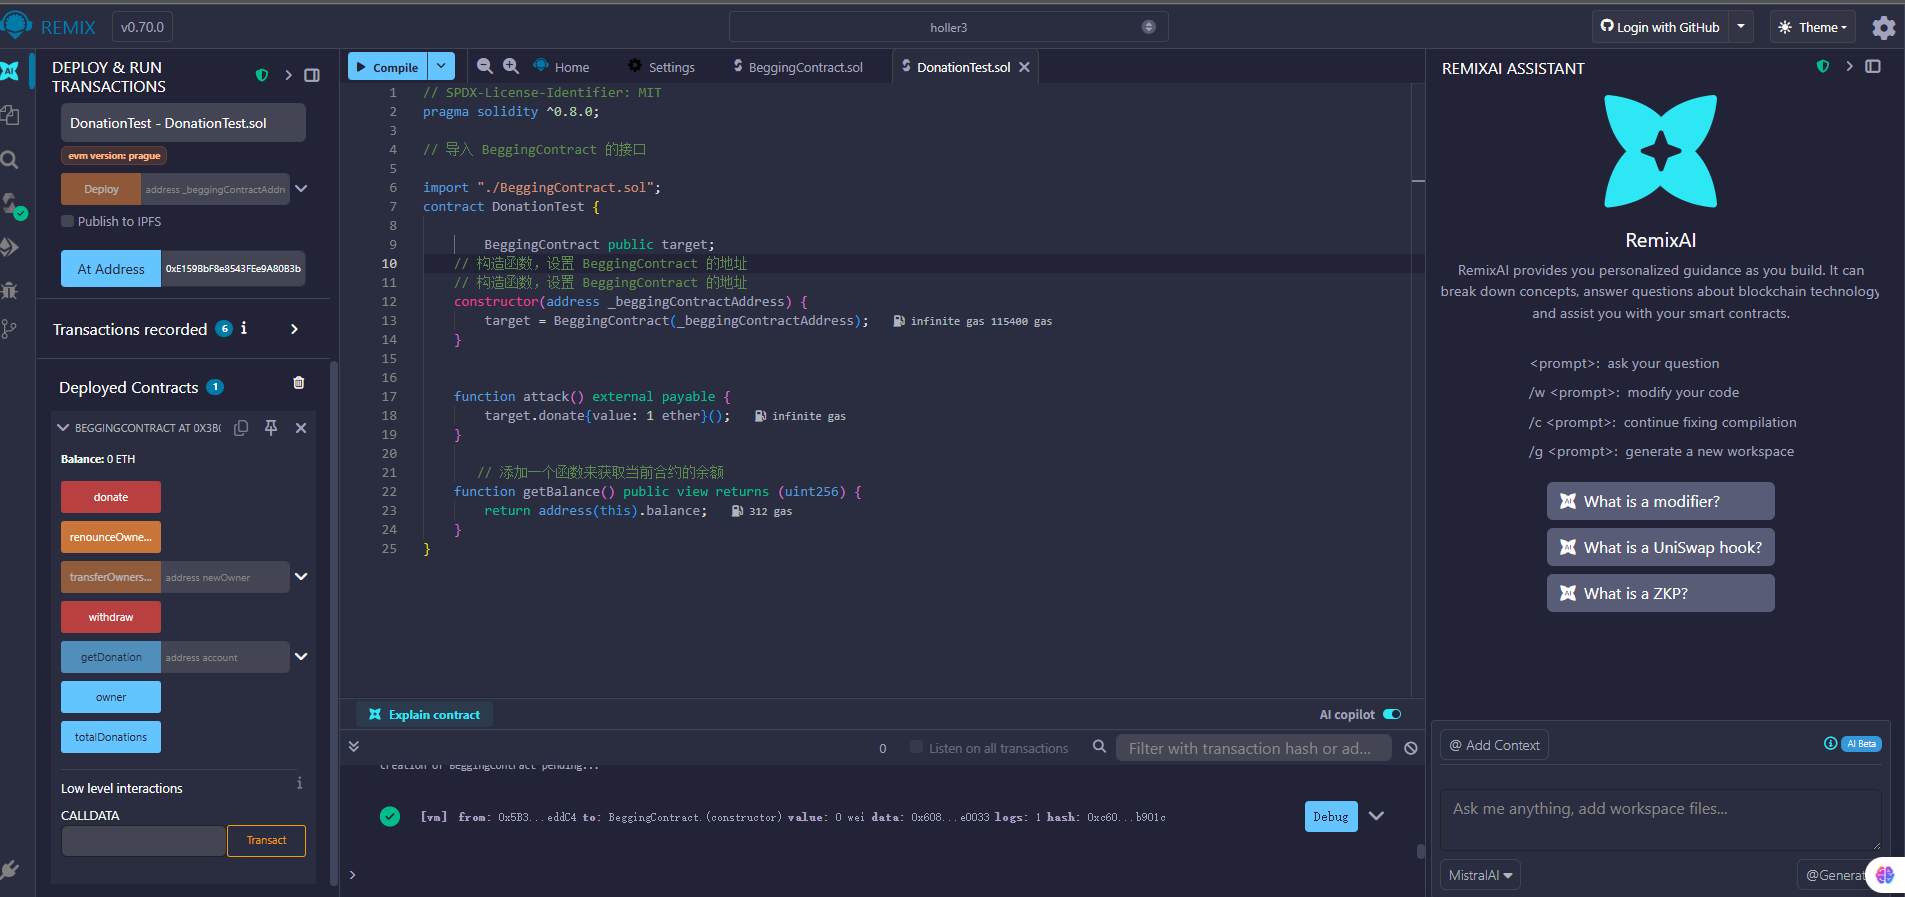 REMIX
v0.70.0
holler3
Login with GitHub
Theme
DEPLOY & RUN
TRANSACTIONS
DonationTest - DonationTest.sol
evm version: prague
Deploy
address _beggingContractAddr
Publish to IPFS
At Address
0xE159BbF8e8543FEe9A80B3b
Transactions recorded 6 i
Deployed Contracts 1
BEGGINGCONTRACT AT 0X3B
Balance: 0 ETH
donate
renounceOwne...
transferOwners...
address newOwner
withdraw
getDonation
address account
owner
totalDonations
Low level interactions
i
CALLDATA
Transact
Compile
Home
Settings
BeggingContract.sol
DonationTest.sol
1 // SPDX-License-Identifier: MIT
2 pragma solidity ^0.8.0;
3
4 // 导入 BeggingContract 的接口
5
6 import "./BeggingContract.sol";
7 contract DonationTest {
8
9 BeggingContract public target;
10 // 构造函数，设置 BeggingContract 的地址
11 // 构造函数，设置 BeggingContract 的地址
12 constructor(address _beggingContractAddress) {
13 target = BeggingContract(_beggingContractAddress); infinite gas 115400 gas
14 }
15
16
17 function attack() external payable {
18 target.donate{value: 1 ether}(); infinite gas
19 }
20
21 // 添加一个函数来获取当前合约的余额
22 function getBalance() public view returns (uint256) {
23 return address(this).balance; 312 gas
24 }
25 }
Explain contract
AI copilot
0
Listen on all transactions
Filter with transaction hash or ad...
creation of BeggingContract pending...
[vm] from: 0x5B3...eddC4 to: BeggingContract.(constructor) value: 0 wei data: 0x608...e0033 logs: 1 hash: 0xc60...b901c
Debug
>
REMIXAI ASSISTANT
RemixAI
RemixAI provides you personalized guidance as you build. It can
break down concepts, answer questions about blockchain technology
and assist you with your smart contracts.
<prompt>: ask your question
/w <prompt>: modify your code
/c <prompt>: continue fixing compilation
/g <prompt>: generate a new workspace
What is a modifier?
What is a UniSwap hook?
What is a ZKP?
@ Add Context
AI Beta
Ask me anything, add workspace files...
MistralAI
@Generat